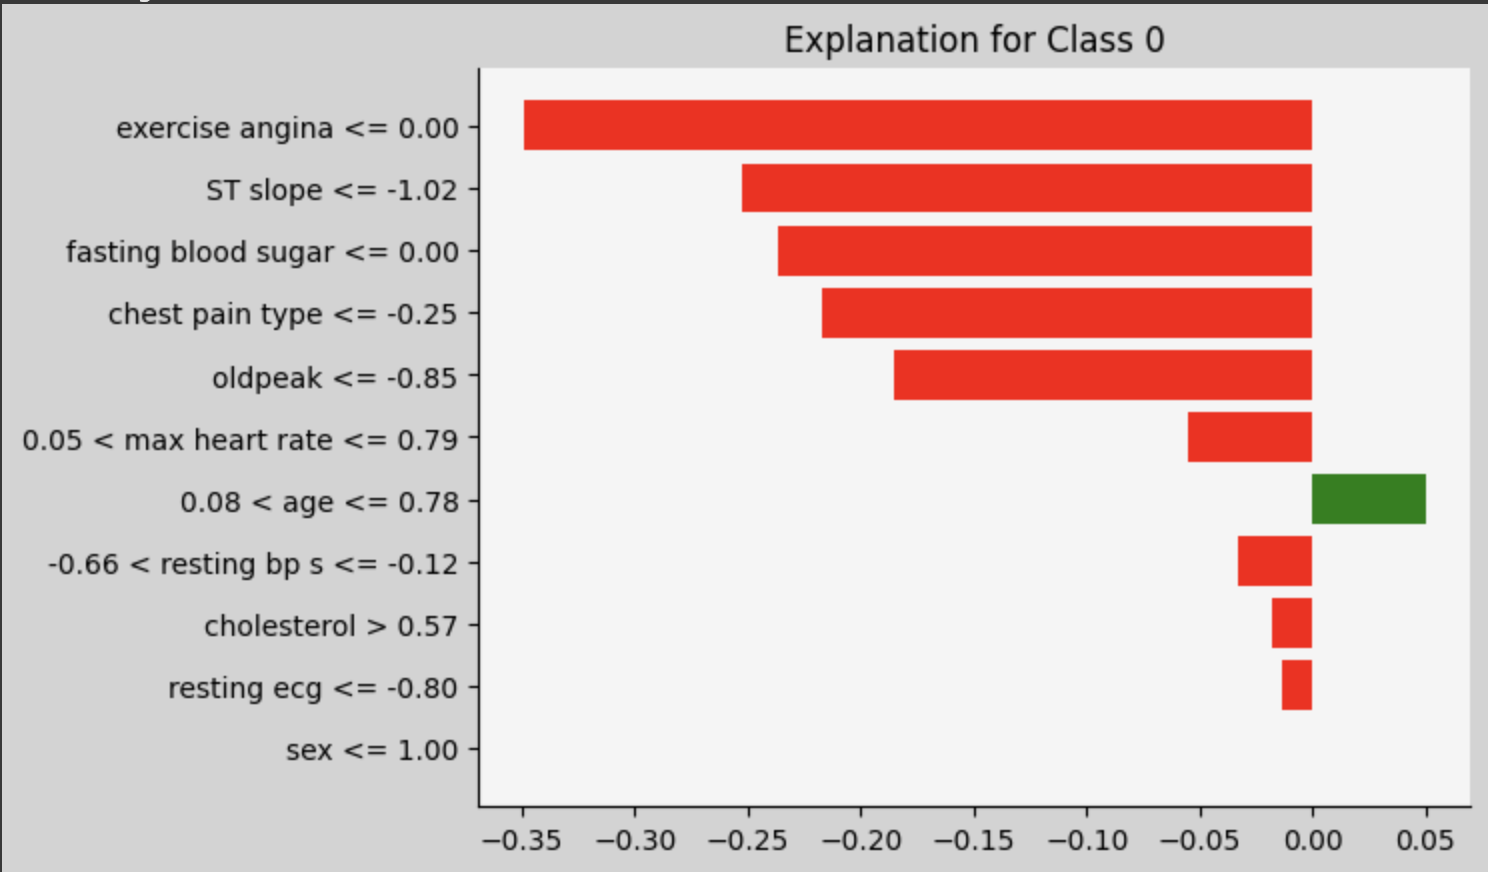 Explanation for Class 0
exercise angina <= 0.00
ST slope <= -1.02
fasting blood sugar <= 0.00
chest pain type <= -0.25
oldpeak <= -0.85
0.05 < max heart rate <= 0.79
0.08 < age <= 0.78
-0.66 < resting bp s <= -0.12
cholesterol > 0.57
resting ecg <= -0.80
sex <= 1.00
−0.35 −0.30 −0.25 −0.20 −0.15 −0.10 −0.05 0.00 0.05